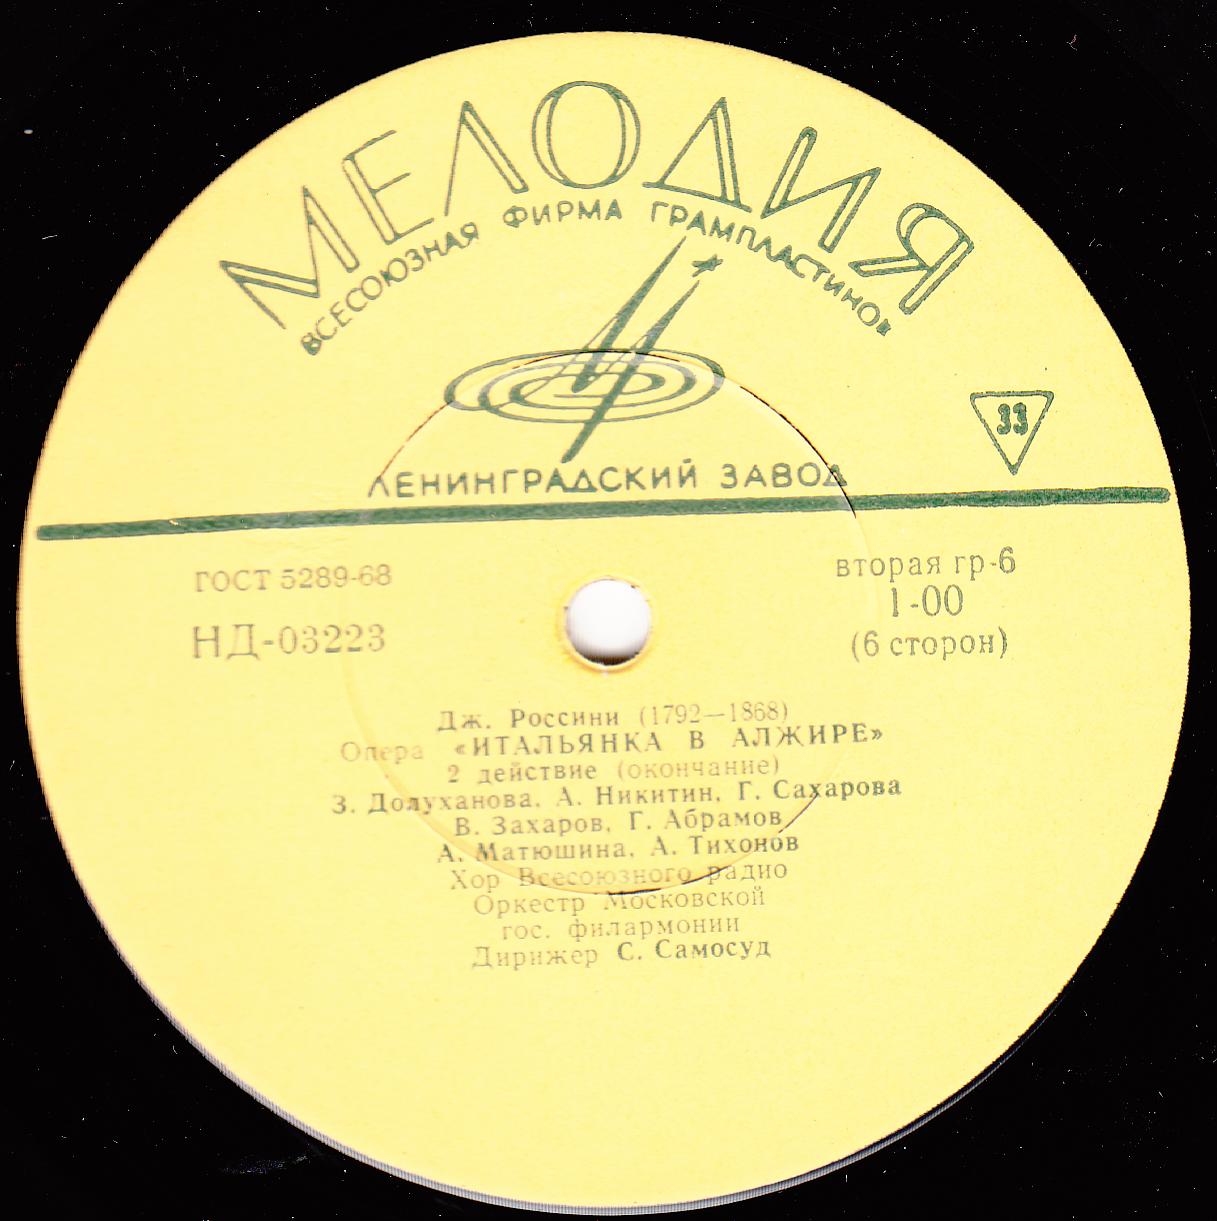 МЕЛОДИЯ
ВСЕСОЮЗНАЯ ФИРМА ГРАМПЛАСТИНОК
33
ЛЕНИНГРАДСКИЙ ЗАВОД
ГОСТ 5289-68
НД-03223
вторая гр-6
1-00
(6 сторон)
Дж. Россини (1792—1868)
Опера «ИТАЛЬЯНКА В АЛЖИРЕ»
2 действие (окончание)
З. Долуханова, А. Никитин, Г. Сахарова
В. Захаров, Г. Абрамов
А. Матюшина, А. Тихонов
Хор Всесоюзного радио
Оркестр Московской
гос. филармонии
Дирижер С. Самосуд